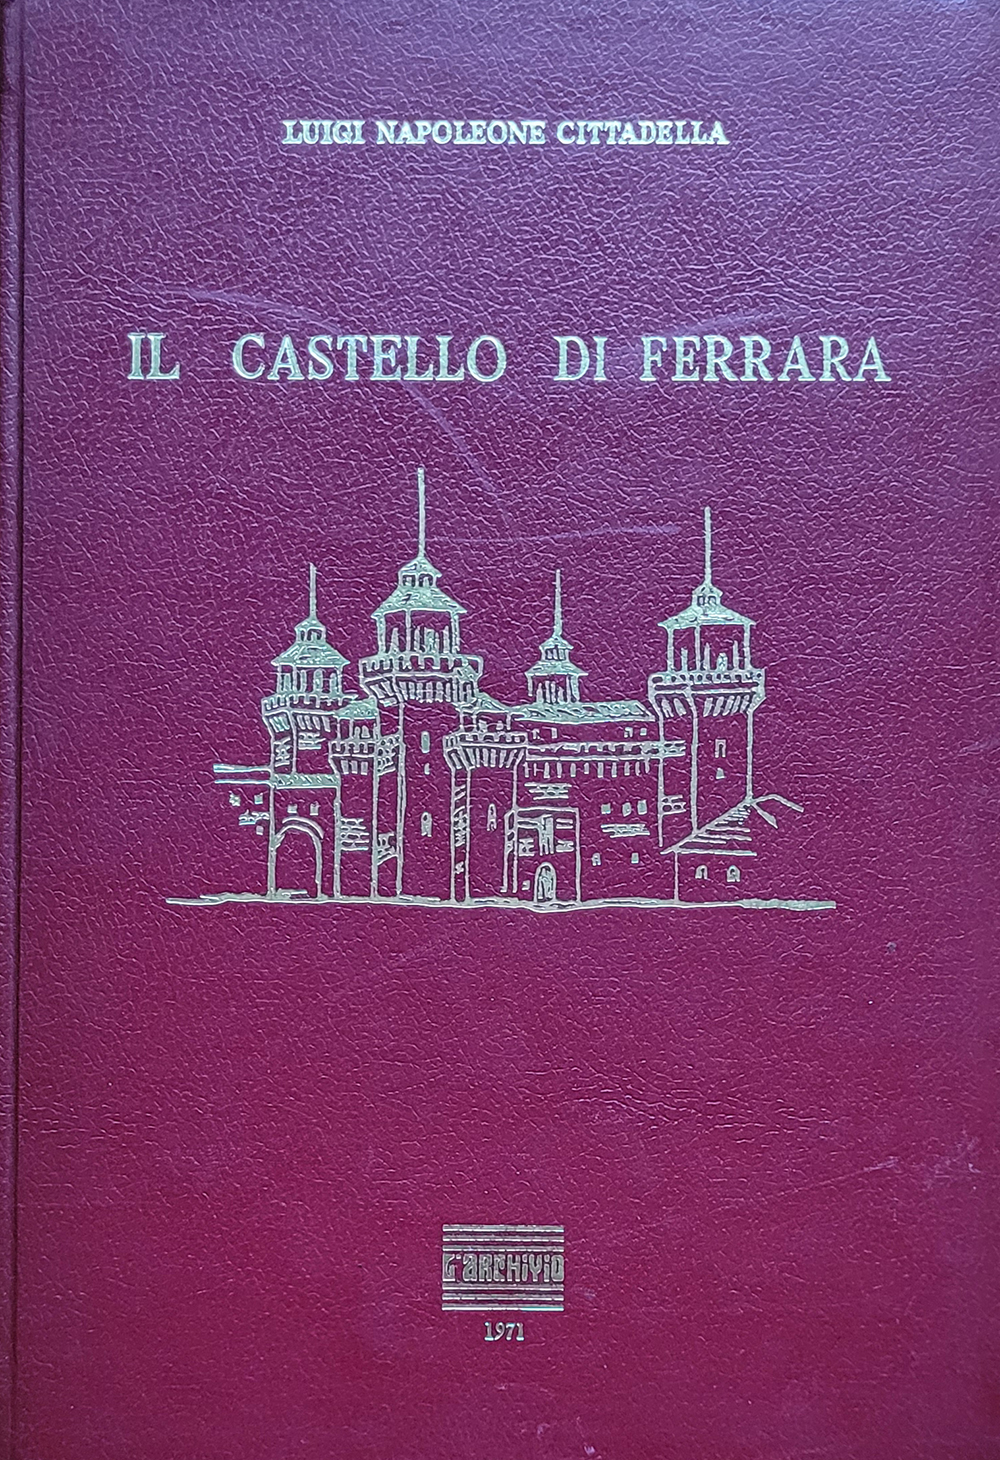 LUIGI NAPOLEONE CITTADELLA
IL CASTELLO DI FERRARA
L'ARCHIVIO
1971